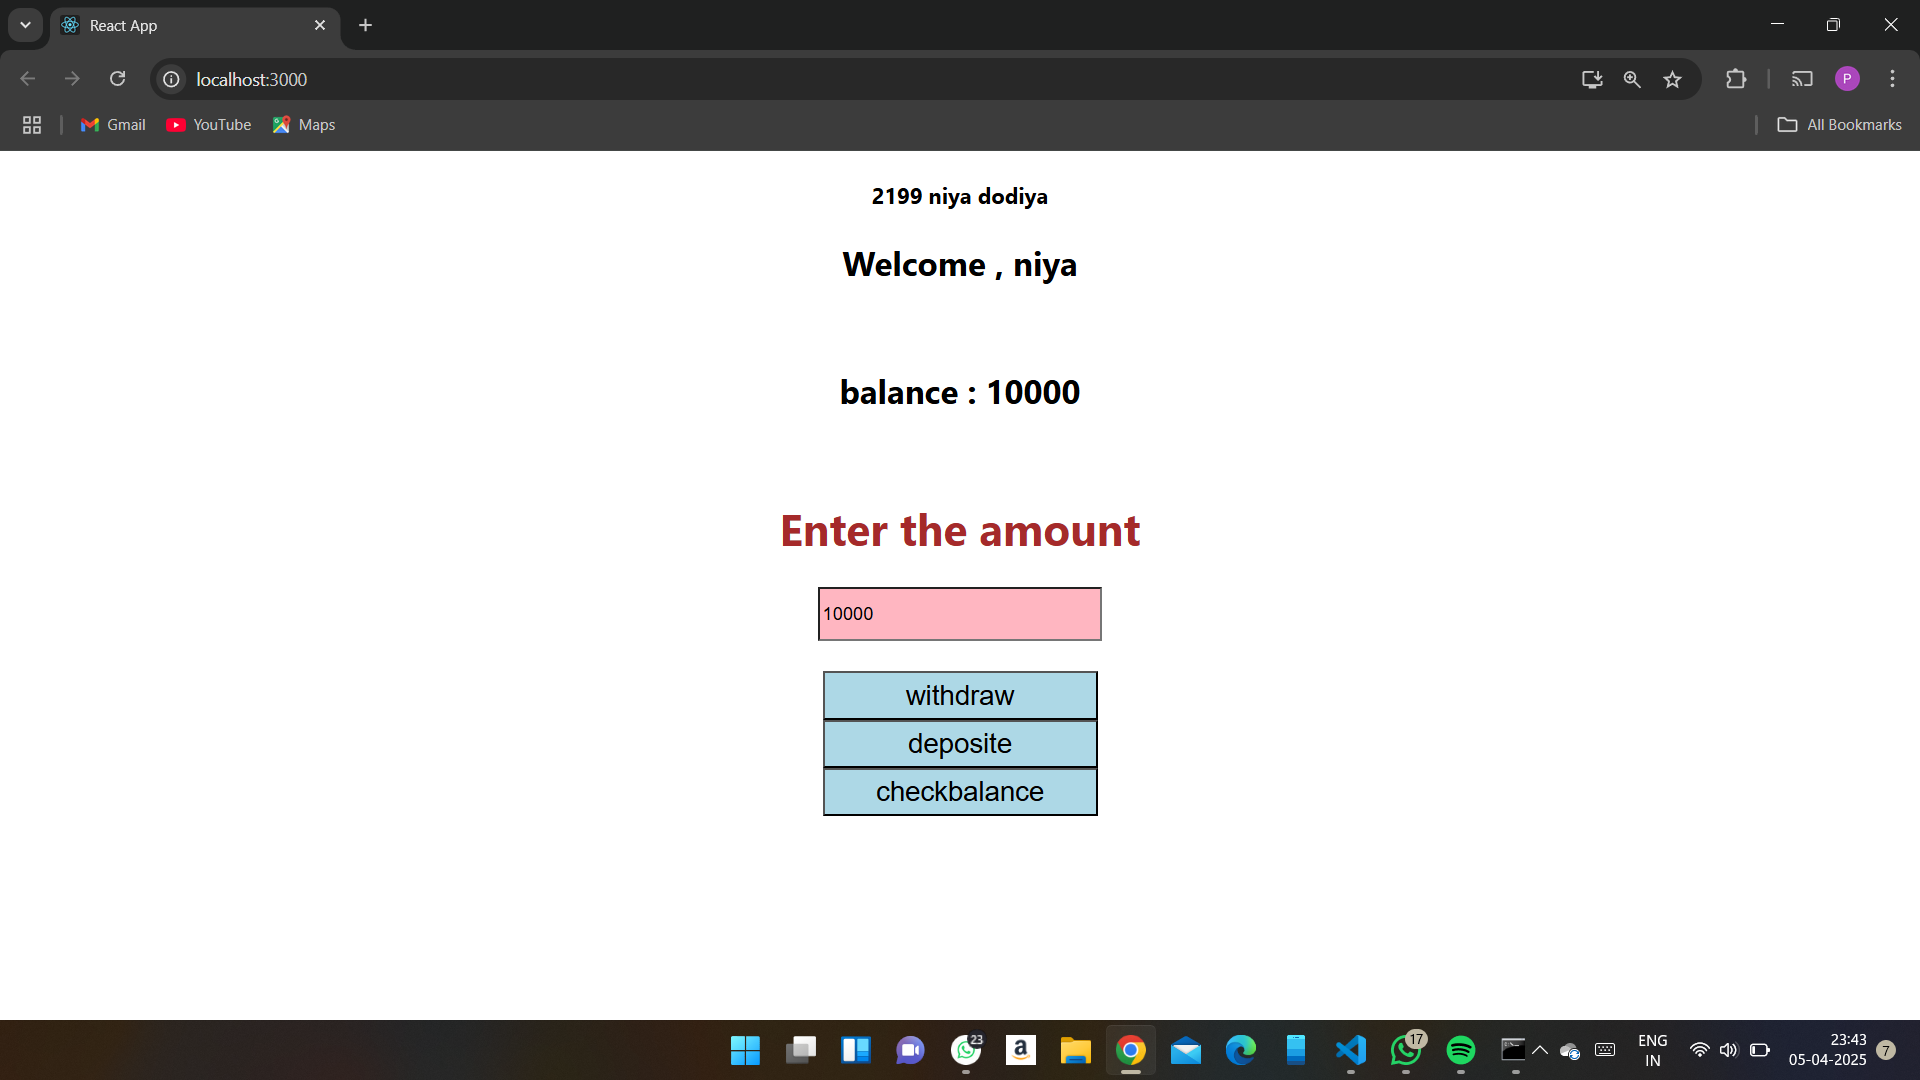 React App
localhost:3000
P
Gmail
YouTube
Maps
All Bookmarks
2199 niya dodiya
Welcome , niya
balance : 10000
Enter the amount
10000
withdraw
deposite
checkbalance
23
a
17
ENG
IN
23:43
05-04-2025
7